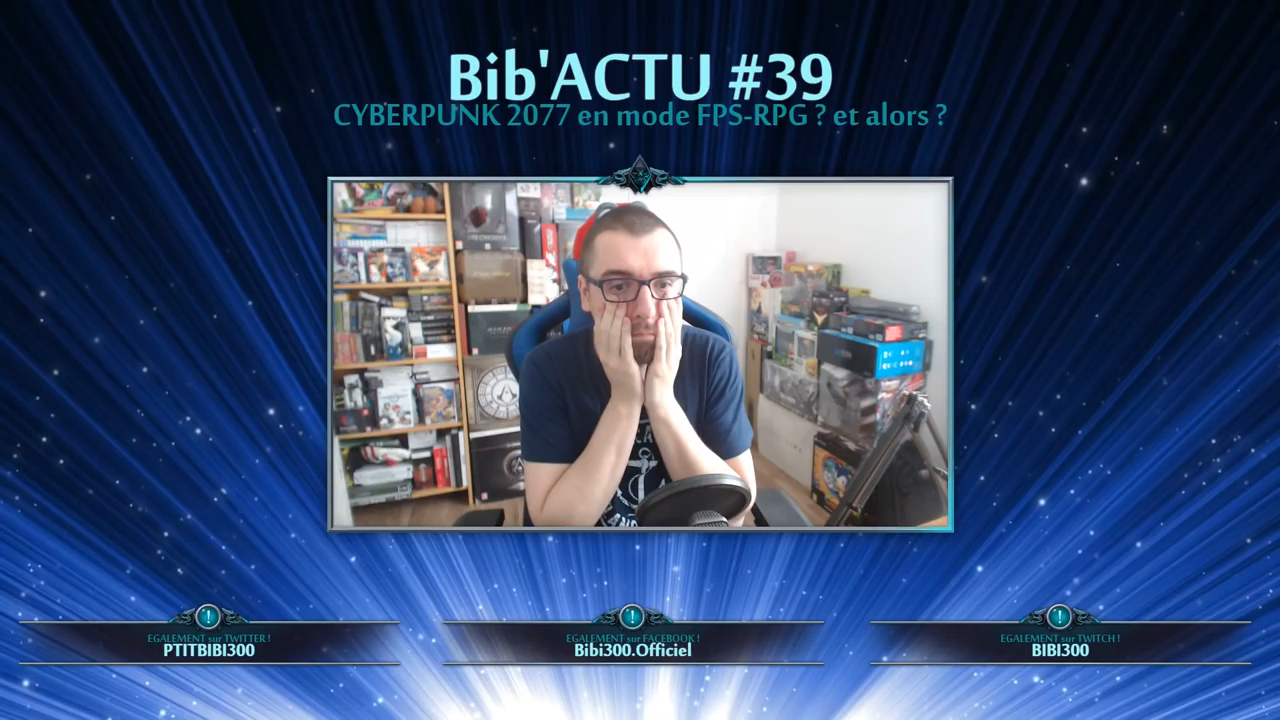 Bib'ACTU #39
CYBERPUNK 2077 en mode FPS-RPG ? et alors ?
EGALEMENT sur TWITTER !
PTITBIBI300
EGALEMENT sur FACEBOOK !
Bibi300.Officiel
EGALEMENT sur TWITCH !
BIBI300